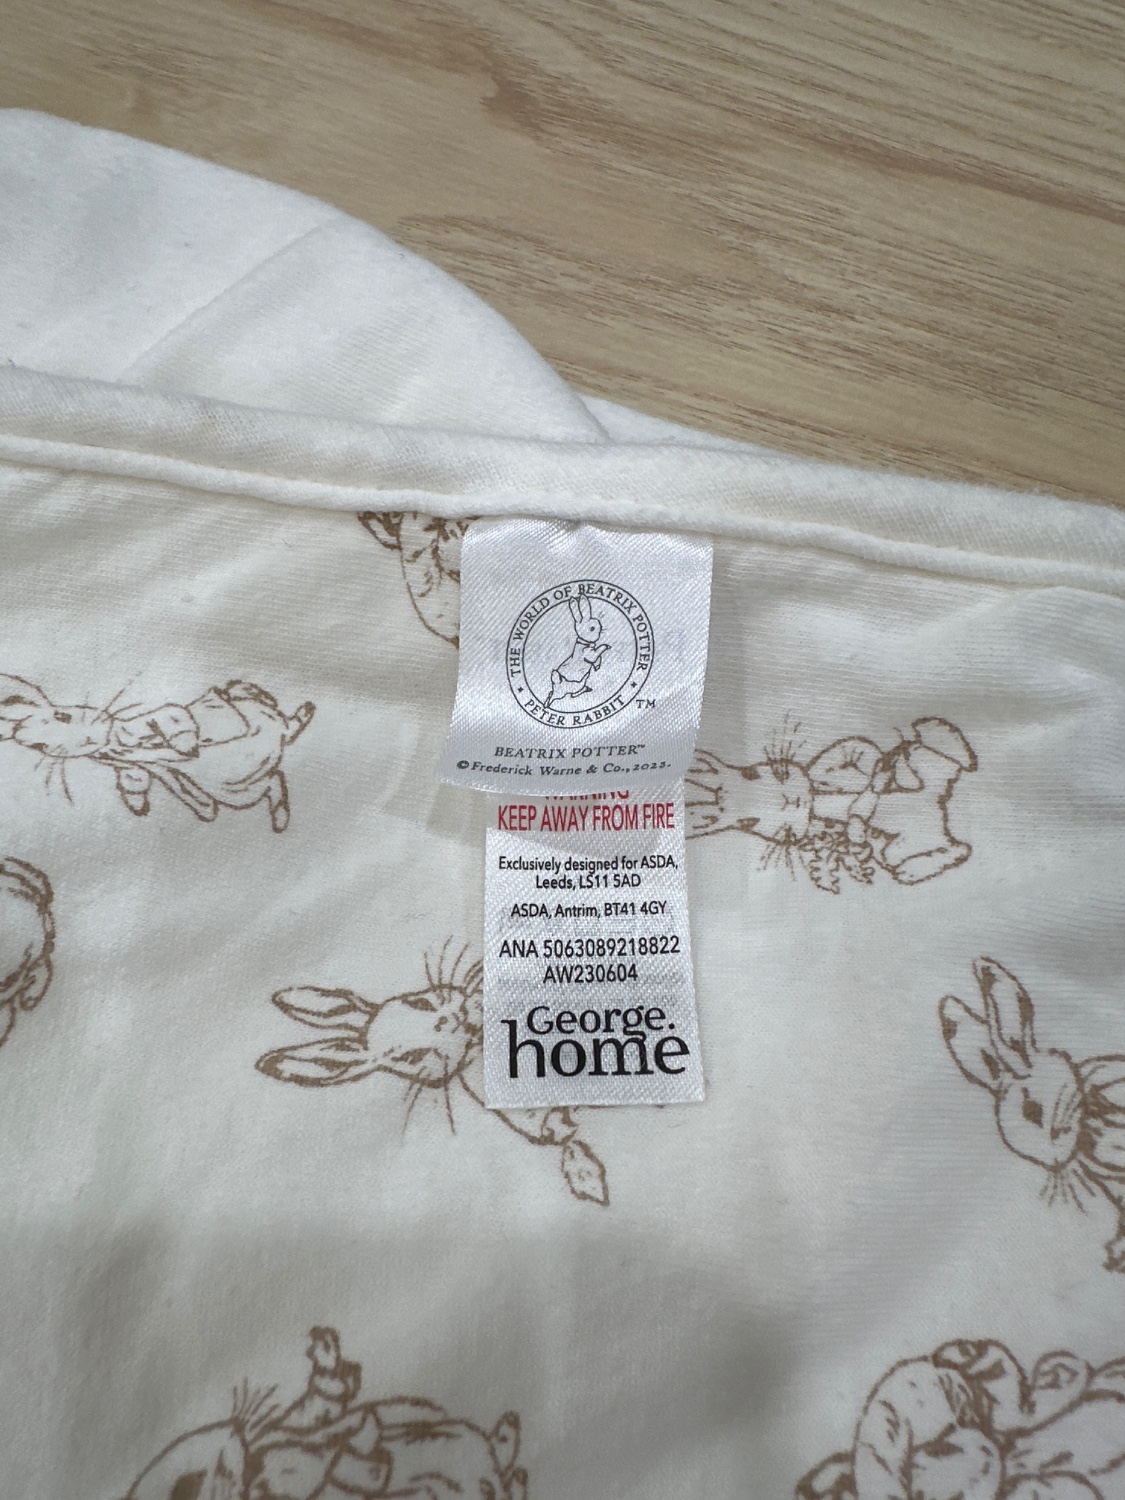 THE WORLD OF BEATRIX POTTER
PETER RABBIT
TM
BEATRIX POTTER™
© Frederick Warne & Co., 2023.
WARNING
KEEP AWAY FROM FIRE
Exclusively designed for ASDA,
Leeds, LS11 5AD
ASDA, Antrim, BT41 4GY
ANA 5063089218822
AW230604
George.
home